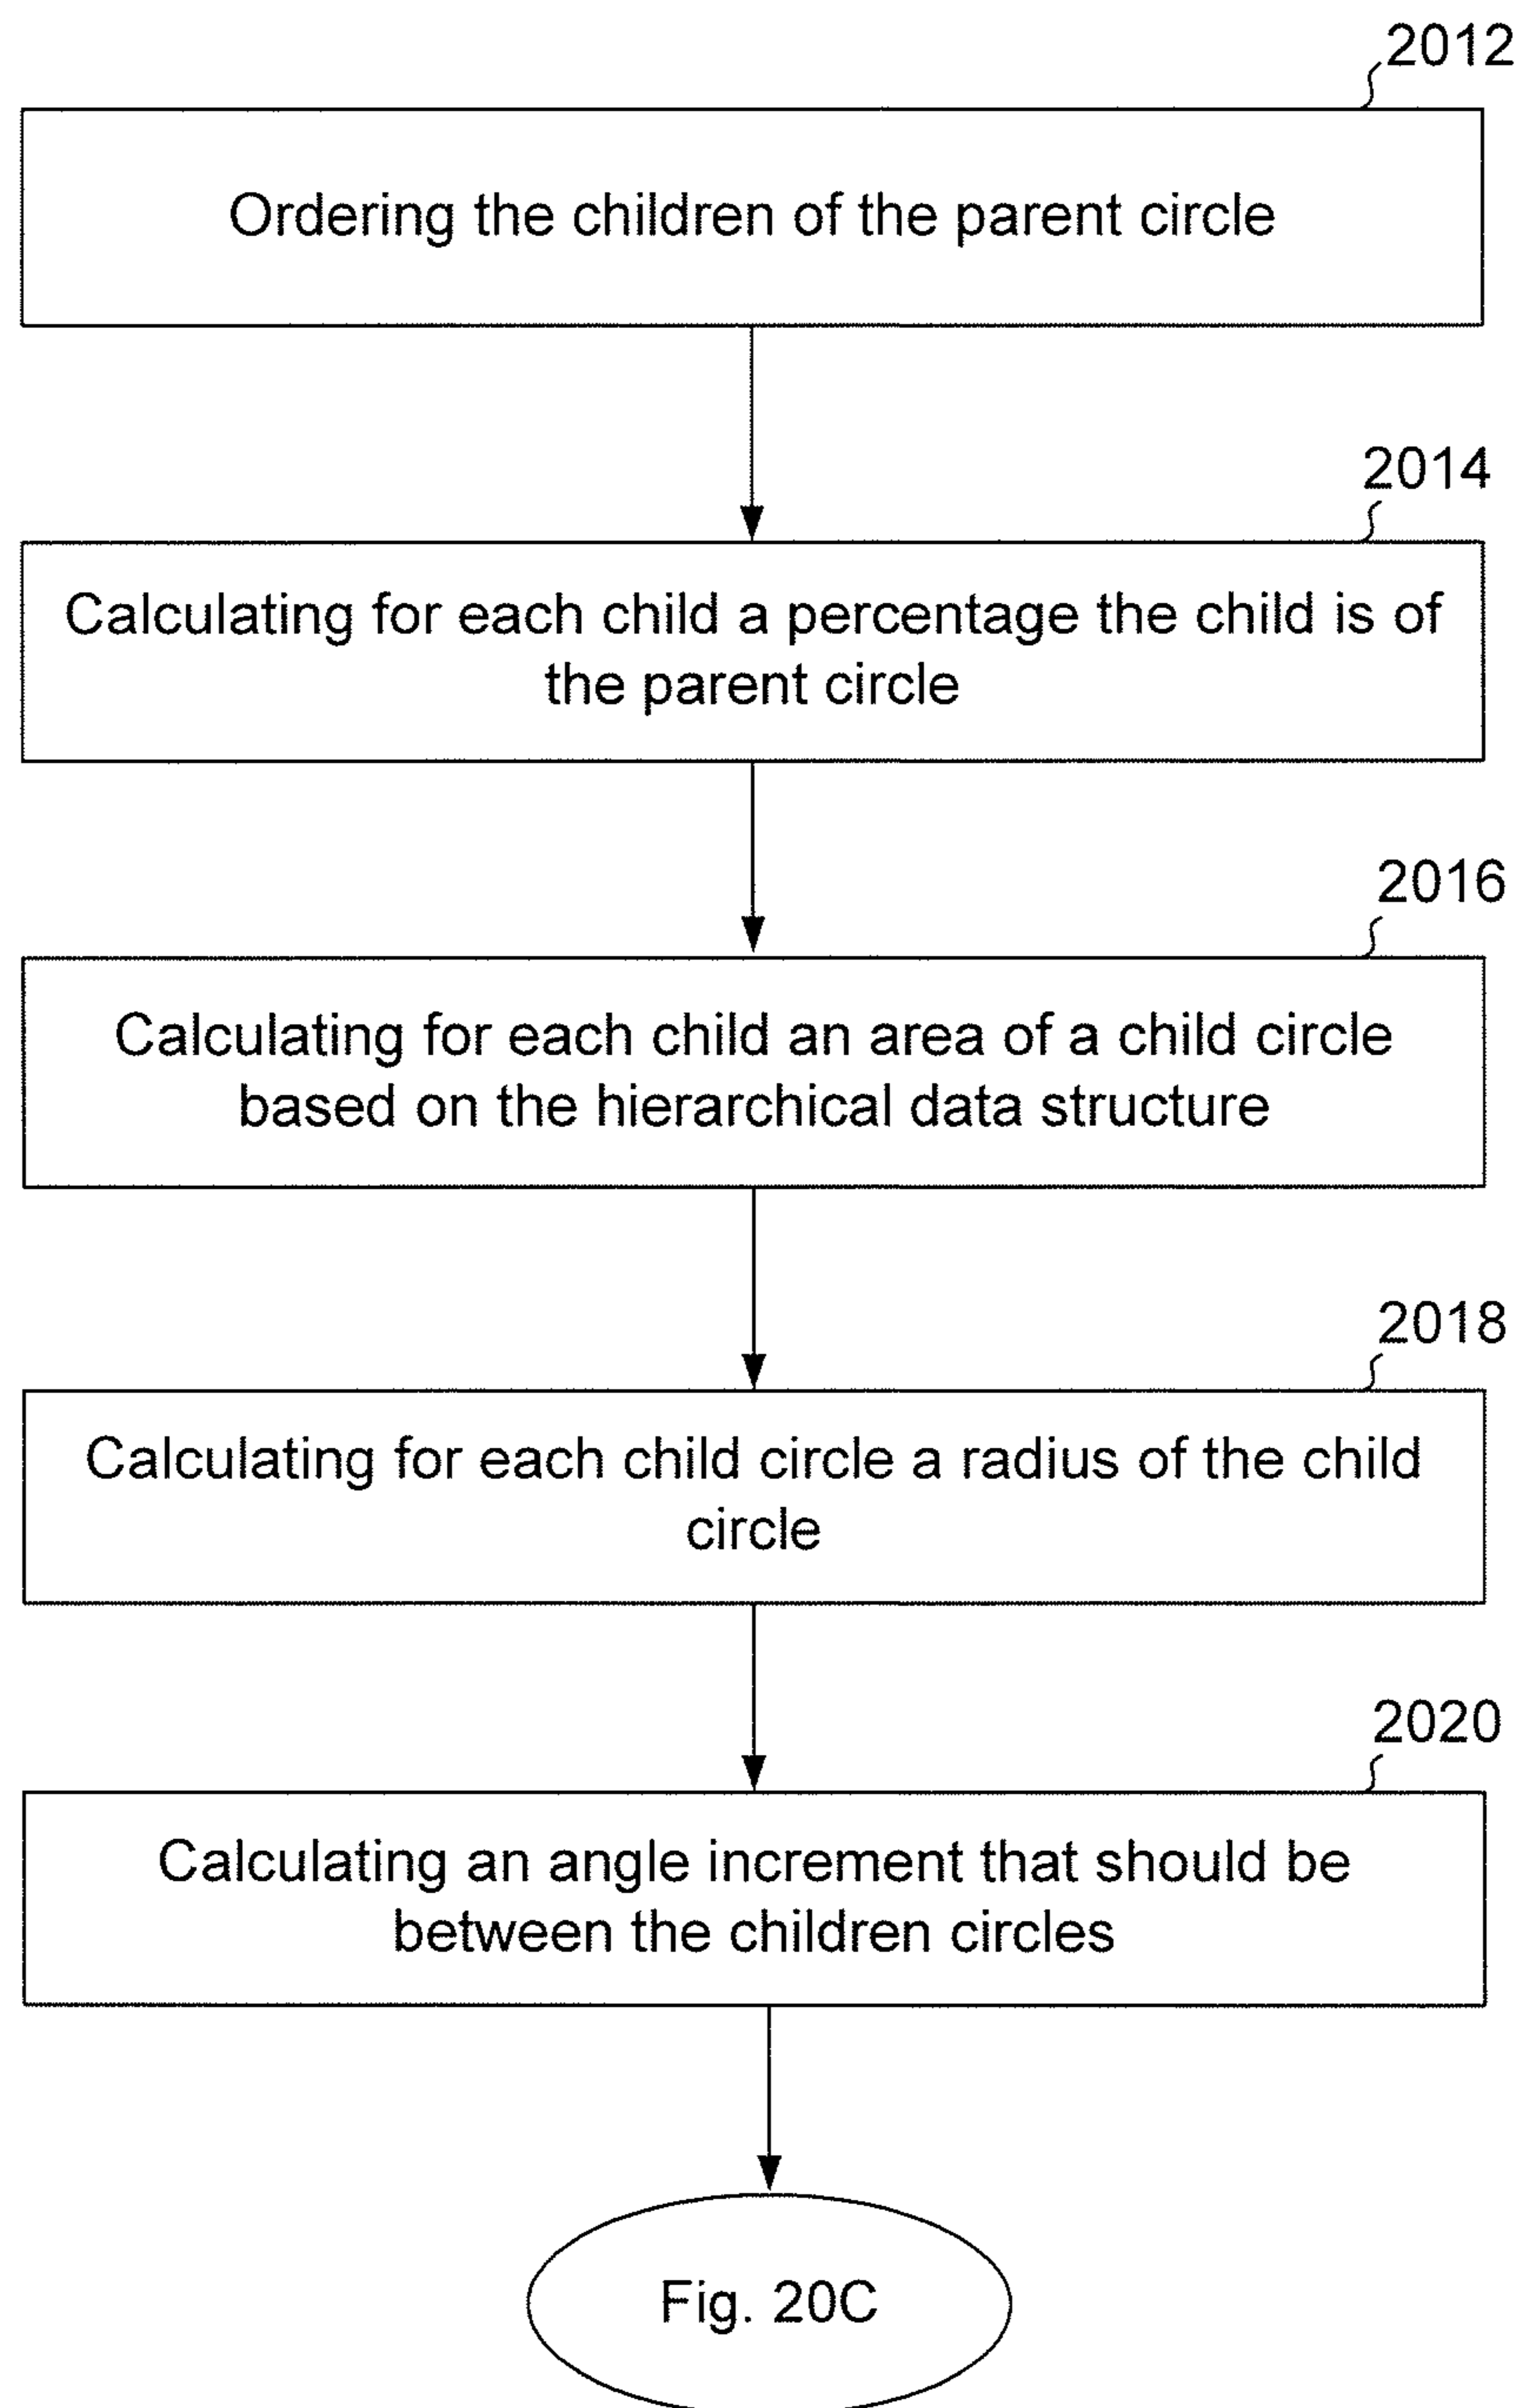 2012
Ordering the children of the parent circle
2014
Calculating for each child a percentage the child is of
the parent circle
2016
Calculating for each child an area of a child circle
based on the hierarchical data structure
2018
Calculating for each child circle a radius of the child
circle
2020
Calculating an angle increment that should be
between the children circles
Fig. 20C